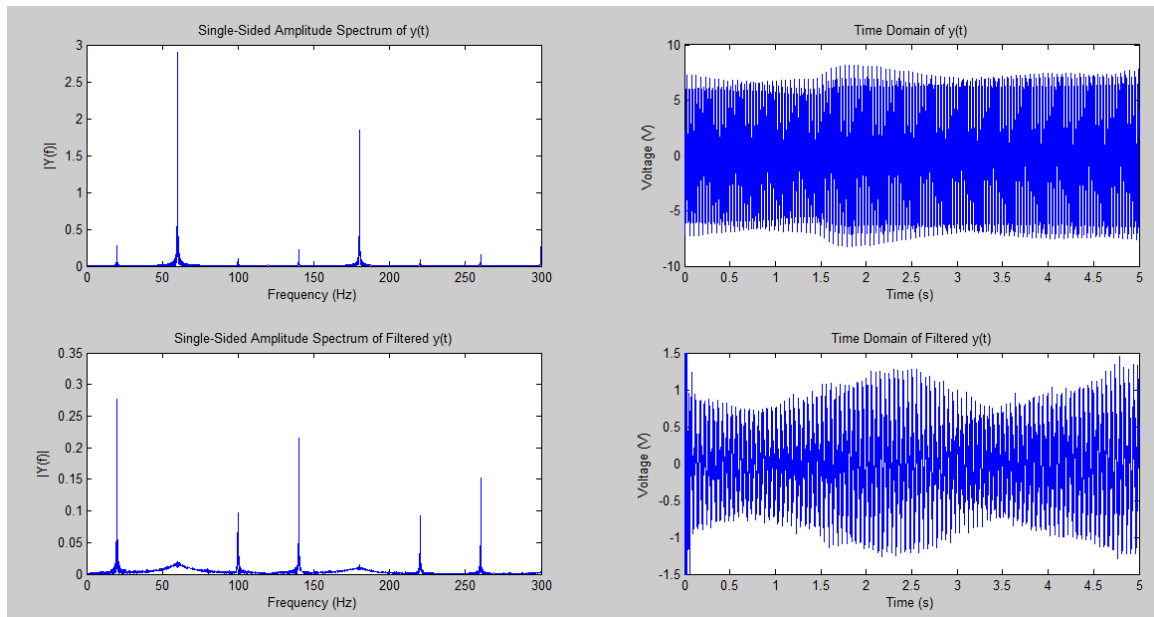 Single-Sided Amplitude Spectrum of y(t)
3
2.5
2
1.5
1
0.5
0
|Y(f)|
0 50 100 150 200 250 300
Frequency (Hz)
Time Domain of y(t)
10
5
0
-5
-10
Voltage (V)
0 0.5 1 1.5 2 2.5 3 3.5 4 4.5 5
Time (s)
Single-Sided Amplitude Spectrum of Filtered y(t)
0.35
0.3
0.25
0.2
0.15
0.1
0.05
0
|Y(f)|
0 50 100 150 200 250 300
Frequency (Hz)
Time Domain of Filtered y(t)
1.5
1
0.5
0
-0.5
-1
-1.5
Voltage (V)
0 0.5 1 1.5 2 2.5 3 3.5 4 4.5 5
Time (s)